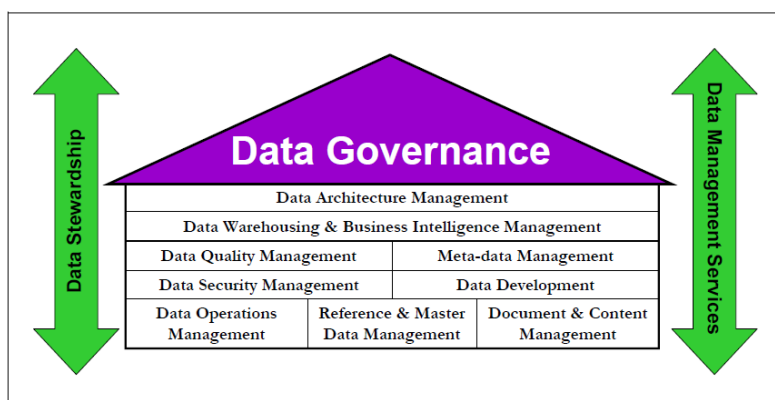 Data Governance
Data Stewardship
Data Management Services
Data Architecture Management
Data Warehousing & Business Intelligence Management
Data Quality Management
Meta-data Management
Data Security Management
Data Development
Data Operations
Management
Reference & Master
Data Management
Document & Content
Management